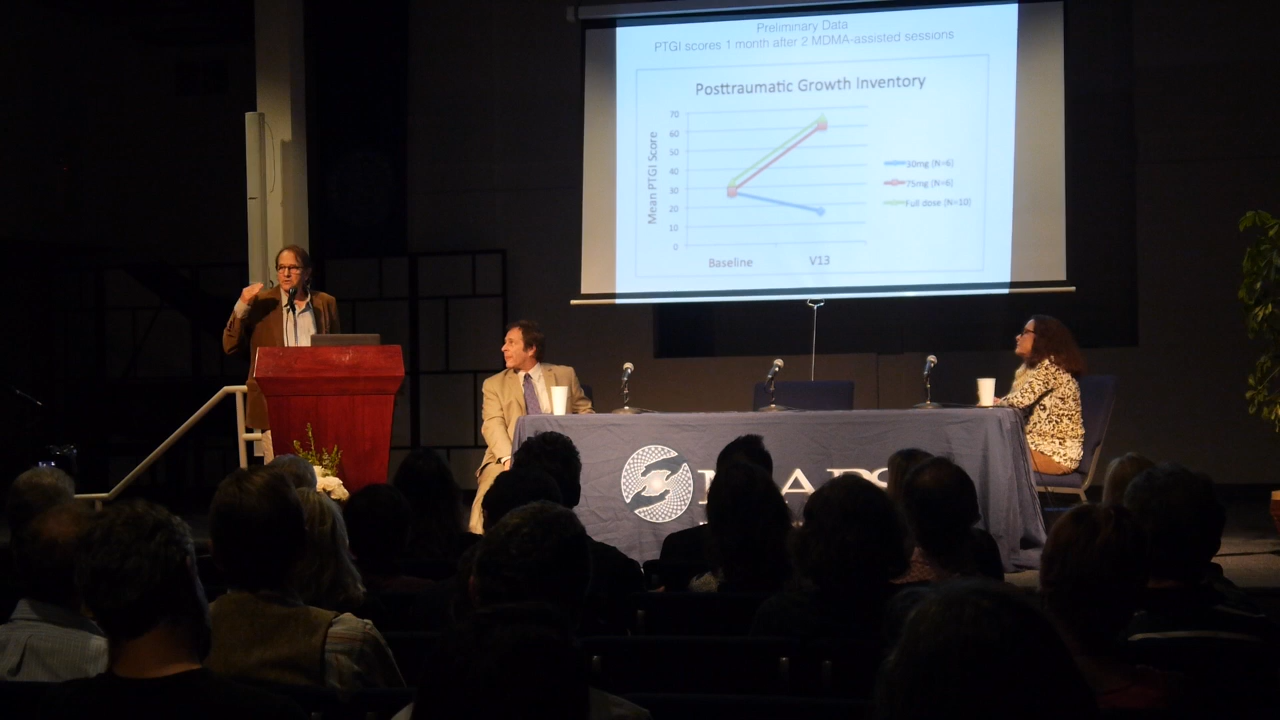 Preliminary Data
PTGI scores 1 month after 2 MDMA-assisted sessions
Posttraumatic Growth Inventory
Mean PTGI Score
70
60
50
40
30
20
10
0
Baseline
V13
30mg (N=6)
75mg (N=6)
Full dose (N=10)
MAPS